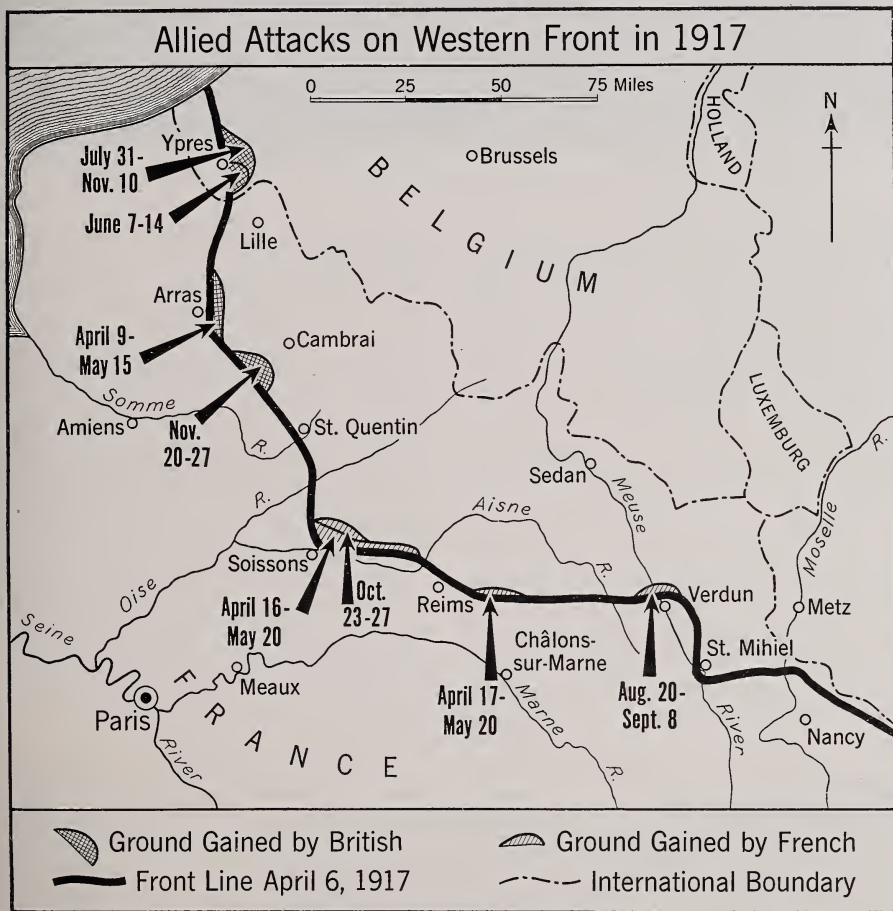 Allied Attacks on Western Front in 1917
0 25 50 75 Miles
N
HOLLAND
Ypres
July 31-
Nov. 10
June 7-14
Brussels
BELGIUM
Lille
Arras
April 9-
May 15
Cambrai
Somme
R.
Amiens
Nov.
20-27
St. Quentin
LUXEMBURG
Sedan
Meuse
River
Moselle
R.
Aisne
R.
Oise
R.
Soissons
April 16-
May 20
Oct.
23-27
Reims
Verdun
Metz
Seine
River
Meaux
Châlons-
sur-Marne
St. Mihiel
Paris
FRANCE
April 17-
May 20
Marne
R.
Aug. 20-
Sept. 8
Nancy
Ground Gained by British
Ground Gained by French
Front Line April 6, 1917
International Boundary